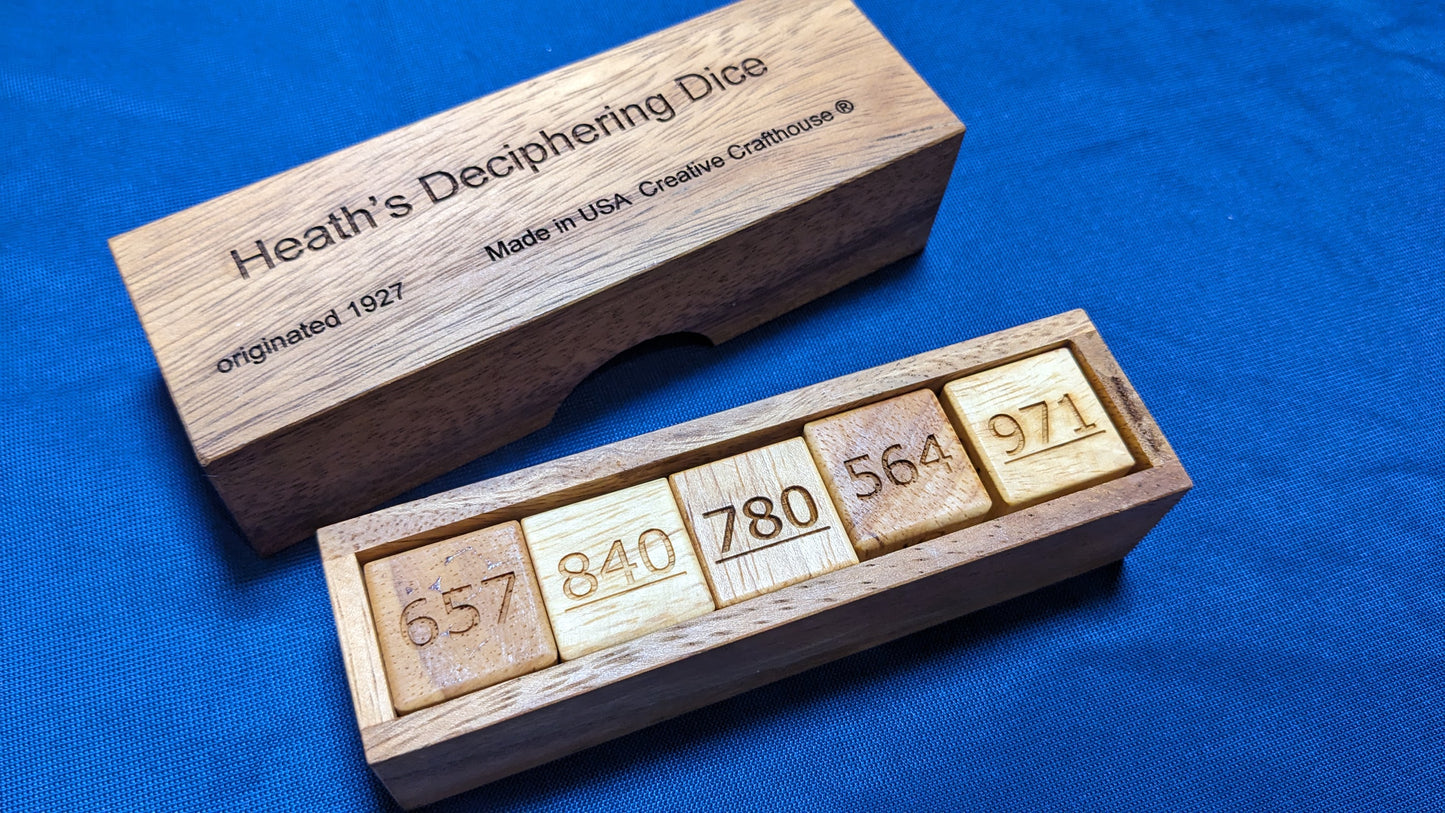 Heath's Deciphering Dice
originated 1927 Made in USA Creative Crafthouse ®
657 840 780 564 971